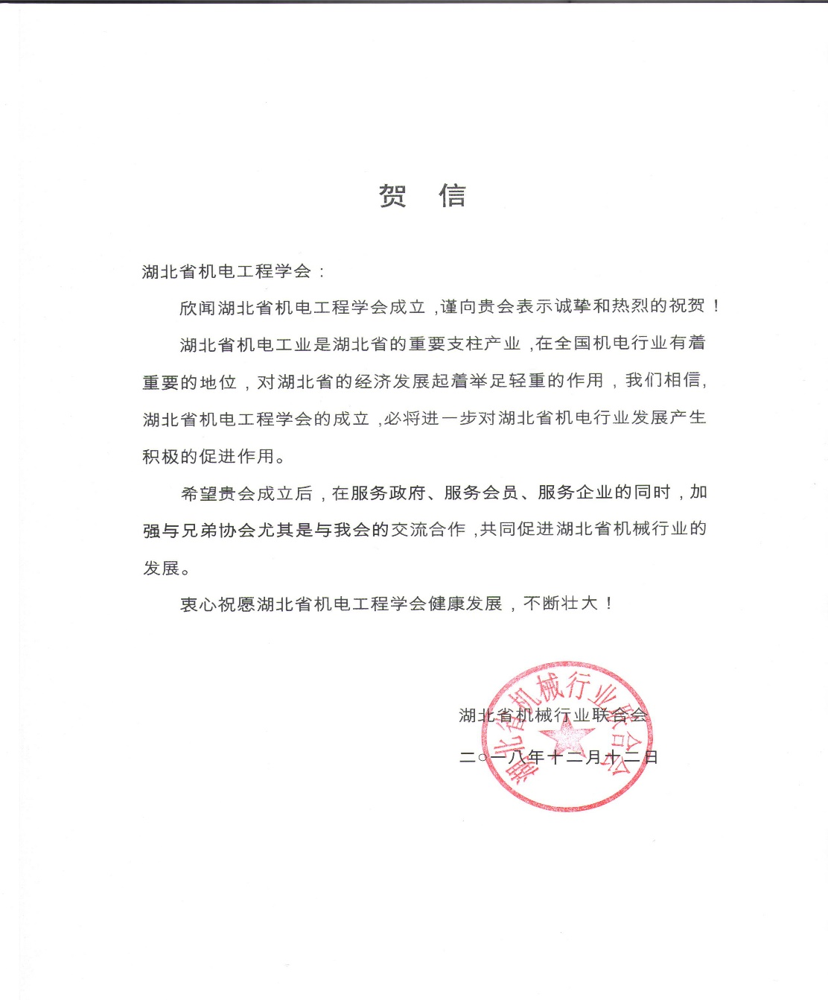 贺 信
湖北省机电工程学会：
欣闻湖北省机电工程学会成立，谨向贵会表示诚挚和热烈的祝贺！
湖北省机电工业是湖北省的重要支柱产业，在全国机电行业有着
重要的地位，对湖北省的经济发展起着举足轻重的作用，我们相信，
湖北省机电工程学会的成立，必将进一步对湖北省机电行业发展产生
积极的促进作用。
希望贵会成立后，在服务政府、服务会员、服务企业的同时，加
强与兄弟协会尤其是与我会的交流合作，共同促进湖北省机械行业的
发展。
衷心祝愿湖北省机电工程学会健康发展，不断壮大！
湖北省机械行业联合会
二○一八年十二月十二日
湖北省机械行业联合会